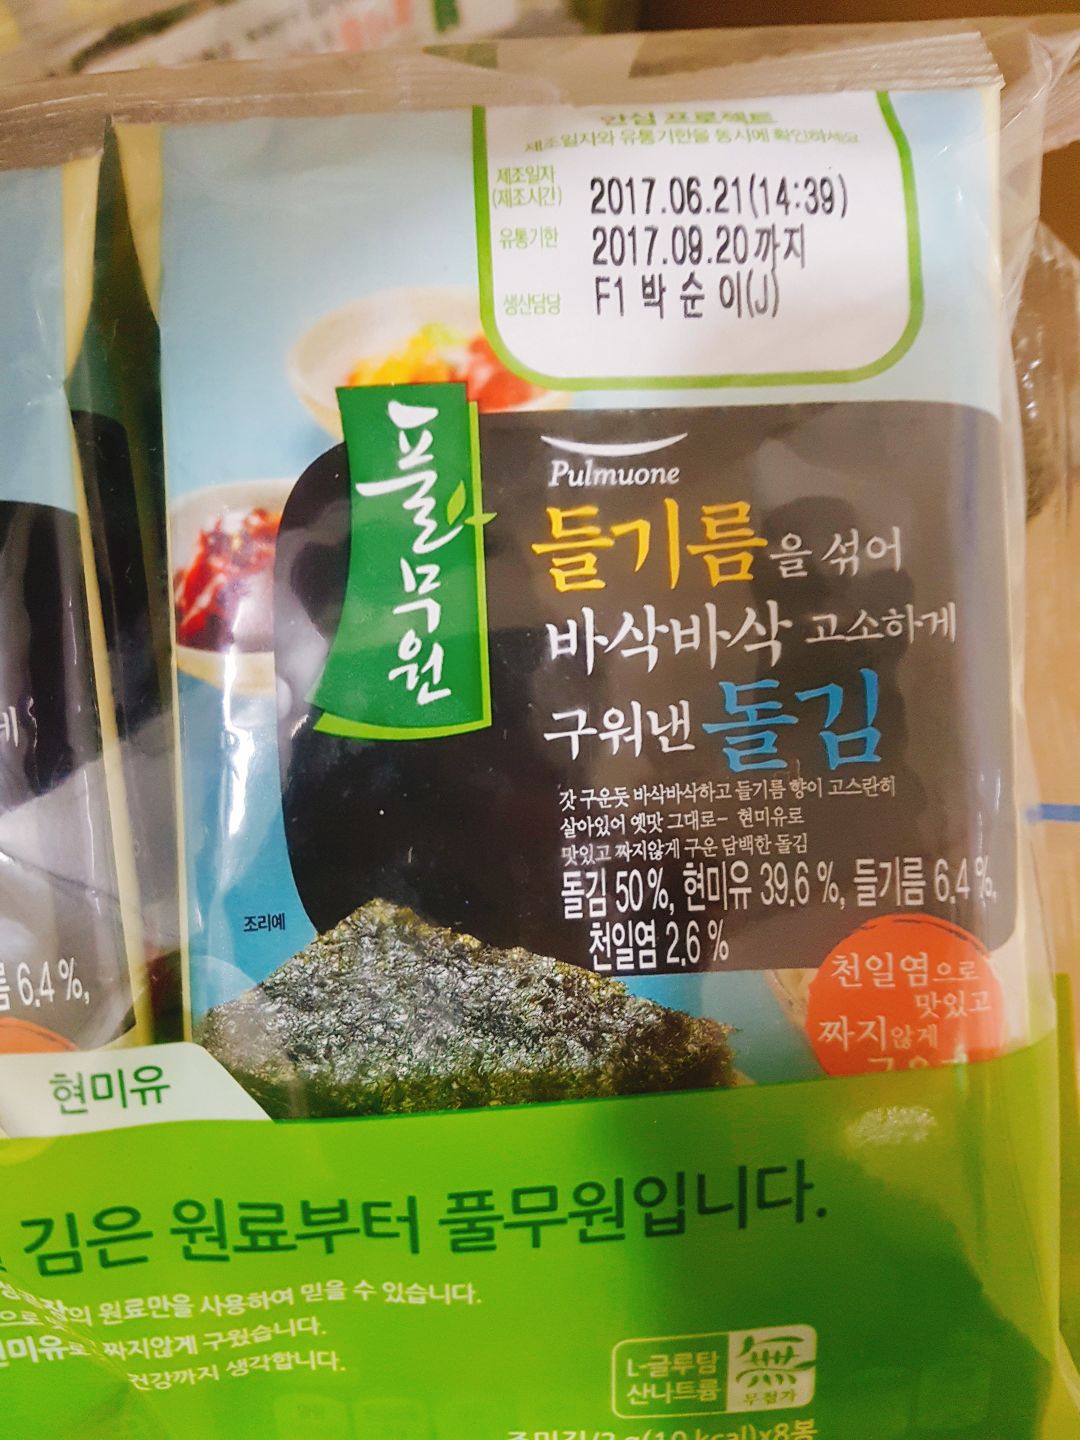 안심 프로젝트
제조일자와 유통기한을 동시에 확인하세요
제조일자
(제조시간)
2017.06.21(14:39)
유통기한
2017.09.20까지
생산담당
F1 박 순 이(J)
풀무원
Pulmuone
들기름을 섞어
바삭바삭 고소하게
구워낸 돌김
갓 구운듯 바삭바삭하고 들기름 향이 고스란히
살아있어 옛맛 그대로- 현미유로
맛있고 짜지않게 구운 담백한 돌김
돌김 50%, 현미유 39.6%, 들기름 6.4%,
천일염 2.6%
조리예
천일염으로
맛있고
짜지않게
6.4%,
현미유
김은 원료부터 풀무원입니다.
원료만을 사용하여 믿을 수 있습니다.
짜지않게 구웠습니다.
건강까지 생각합니다.
L-글루탐
산나트륨
無
무첨가